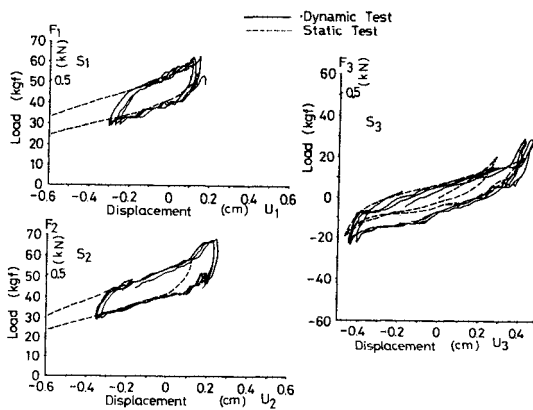 Dynamic Test
Static Test
F1
S1
Load (kgf)
(kN)
0.5
70
60
50
40
30
20
10
0
-0.6 -0.4 -0.2 0 0.2 0.4 0.6
Displacement (cm) U1
F2
S2
Load (kgf)
(kN)
0.5
70
60
50
40
30
20
10
0
-0.6 -0.4 -0.2 0 0.2 0.4 0.6
Displacement (cm) U2
F3
S3
Load (kgf)
(kN)
0.5
60
40
20
0
-20
-60
-0.4 -0.2 0 0.2 0.4
Displacement (cm) U3